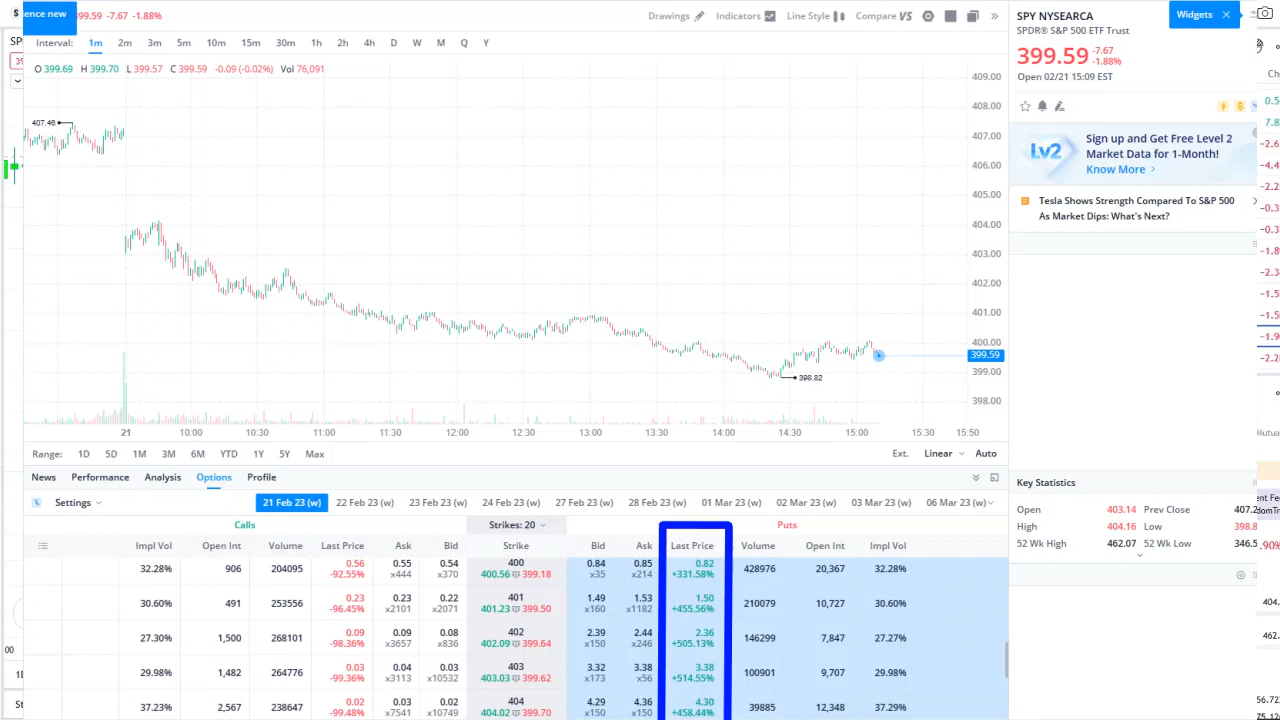 $
ence new
399.59 -7.67 -1.88%
Drawings
Indicators
Line Style
Compare VS
Interval: 1m 2m 3m 5m 10m 15m 30m 1h 2h 4h D W M Q Y
O 399.69 H 399.70 L 399.57 C 399.59 -0.09 (-0.02%) Vol 76,091
409.00
408.00
407.00
406.00
405.00
404.00
403.00
402.00
401.00
400.00
399.59
399.00
398.00
407.46
398.82
21 10:00 10:30 11:00 11:30 12:00 12:30 13:00 13:30 14:00 14:30 15:00 15:30 15:50
Range: 1D 5D 1M 3M 6M YTD 1Y 5Y Max
Ext. Linear Auto
News Performance Analysis Options Profile
Settings
21 Feb 23 (w) 22 Feb 23 (w) 23 Feb 23 (w) 24 Feb 23 (w) 27 Feb 23 (w) 28 Feb 23 (w) 01 Mar 23 (w) 02 Mar 23 (w) 03 Mar 23 (w) 06 Mar 23 (w)
Calls Strikes: 20 Puts
Impl Vol Open Int Volume Last Price Ask Bid Strike Bid Ask Last Price Volume Open Int Impl Vol
32.28% 906 204095 0.56 0.55 0.54 400 0.84 0.85 0.82 428976 20,367 32.28%
-92.55% x444 x370 400.56 399.18 x35 x214 +331.58%
30.60% 491 253556 0.23 0.23 0.22 401 1.49 1.53 1.50 210079 10,727 30.60%
-96.45% x2101 x2071 401.23 399.50 x160 x1182 +455.56%
27.30% 1,500 268101 0.09 0.09 0.08 402 2.39 2.44 2.36 146299 7,847 27.27%
-98.36% x3657 x836 402.09 399.64 x150 x246 +505.13%
29.98% 1,482 264776 0.03 0.04 0.03 403 3.32 3.38 3.38 100901 9,707 29.98%
-99.36% x3113 x10532 403.03 399.62 x173 x56 +514.55%
37.23% 2,567 238647 0.02 0.03 0.02 404 4.29 4.36 4.30 39885 12,348 37.29%
-99.48% x7541 x10749 404.02 399.70 x150 x150 +458.44%
SPY NYSEARCA
SPDR® S&P 500 ETF Trust
399.59 -7.67
-1.88%
Open 02/21 15:09 EST
Widgets
Lv2
Sign up and Get Free Level 2
Market Data for 1-Month!
Know More
Tesla Shows Strength Compared To S&P 500
As Market Dips: What's Next?
Key Statistics
Open 403.14 Prev Close 407.2
High 404.16 Low 398.8
52 Wk High 462.07 52 Wk Low 346.5